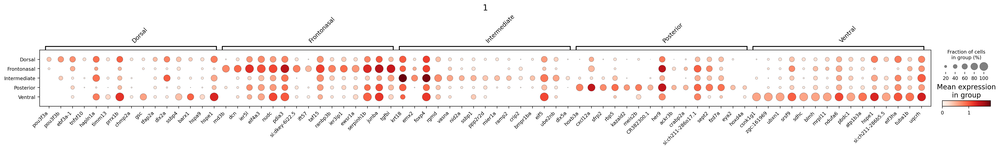 1
Dorsal
Frontonasal
Intermediate
Posterior
Ventral
Dorsal
Frontonasal
Intermediate
Posterior
Ventral
pou3f3a
pou3f3b
ebf3a-1
tnfsf10
hapln1a
timm13
prrx1b
chmp2a
gsc
tfap2a
dlx2a
ssbp4
barx1
hspa9
hspe1
rnd3b
dcn
ier5l
eif4a3
nudc
pdia3
si:dkey-6i22.5
ift57
taf15
ranbp3b
ier3ip1
ewsr1a
serpinh1b
junba
tgfbi
krt18
emx2
foxp4
rgmd
vasna
nid2a
ssbp1
ppp2r2d
mier1a
ramp2
crip2
bmpr1ba
eif5
ube2nb
dlx5a
hoxb3a
cxcl12a
sfrp2
rbp5
kazald2
meis2b
CR382300.1
her9
ackr3b
crabp2a
si:ch211-286o17.1
sept2
fzd7a
eya2
hoxd4a
csnk1g1
zgc:161969
ubxn1
srsf9
sdhc
blmh
mrpl11
ndufa6
pbdc1
atp1b3a
hspe1
si:ch211-286b5.5
eif3ha
tuba1b
uqcrh
Fraction of cells
in group (%)
20 40 60 80 100
Mean expression
in group
0 1